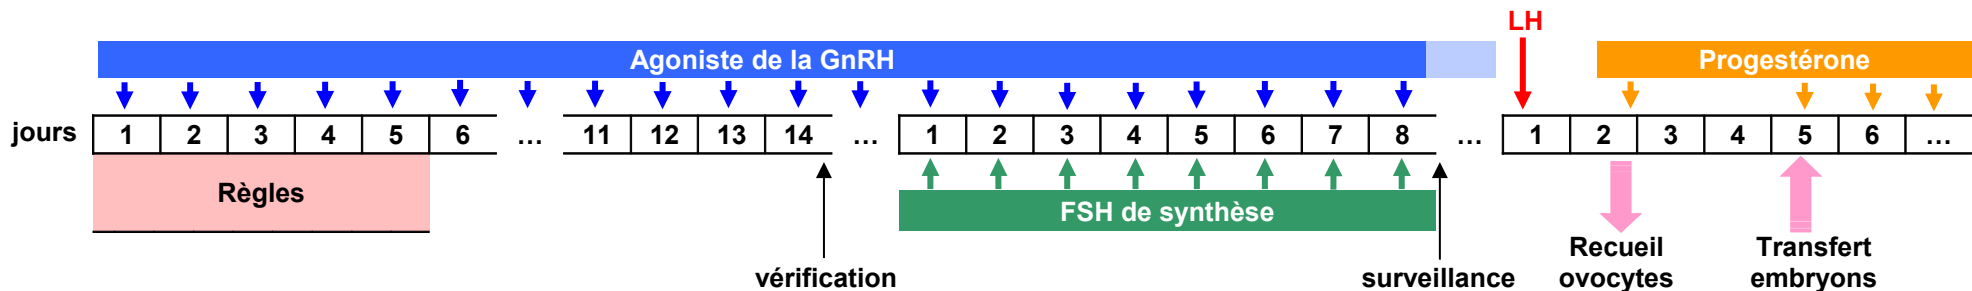 LH
Agoniste de la GnRH
Progestérone
jours 1 2 3 4 5 6 ... 11 12 13 14 ... 1 2 3 4 5 6 7 8 ... 1 2 3 4 5 6 ...
Règles
FSH de synthèse
vérification
surveillance
Recueil
ovocytes
Transfert
embryons